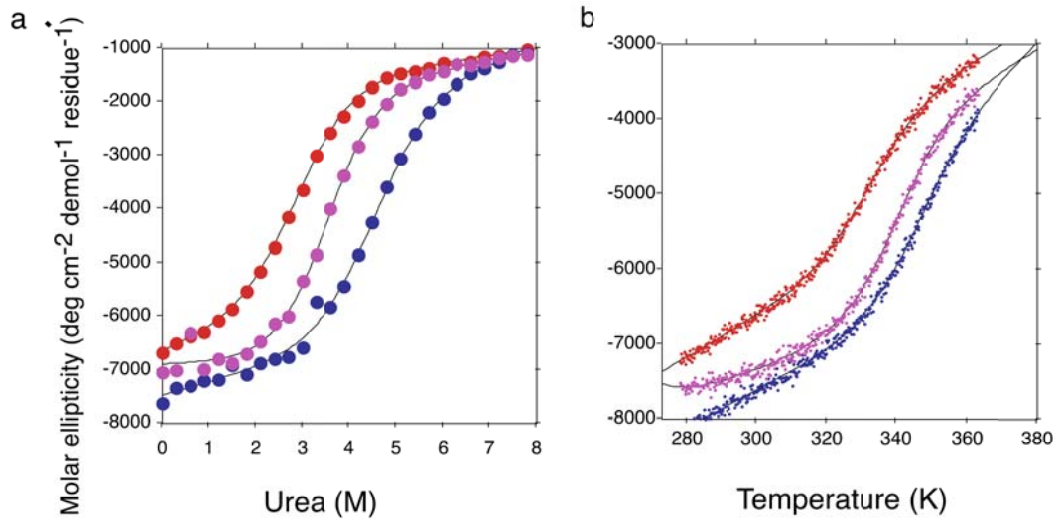 a
b
Molar ellipticity (deg cm-2 demol-1 residue-1)
-1000
-2000
-3000
-4000
-5000
-6000
-7000
-8000
0 1 2 3 4 5 6 7 8
Urea (M)
-3000
-4000
-5000
-6000
-7000
-8000
280 300 320 340 360 380
Temperature (K)